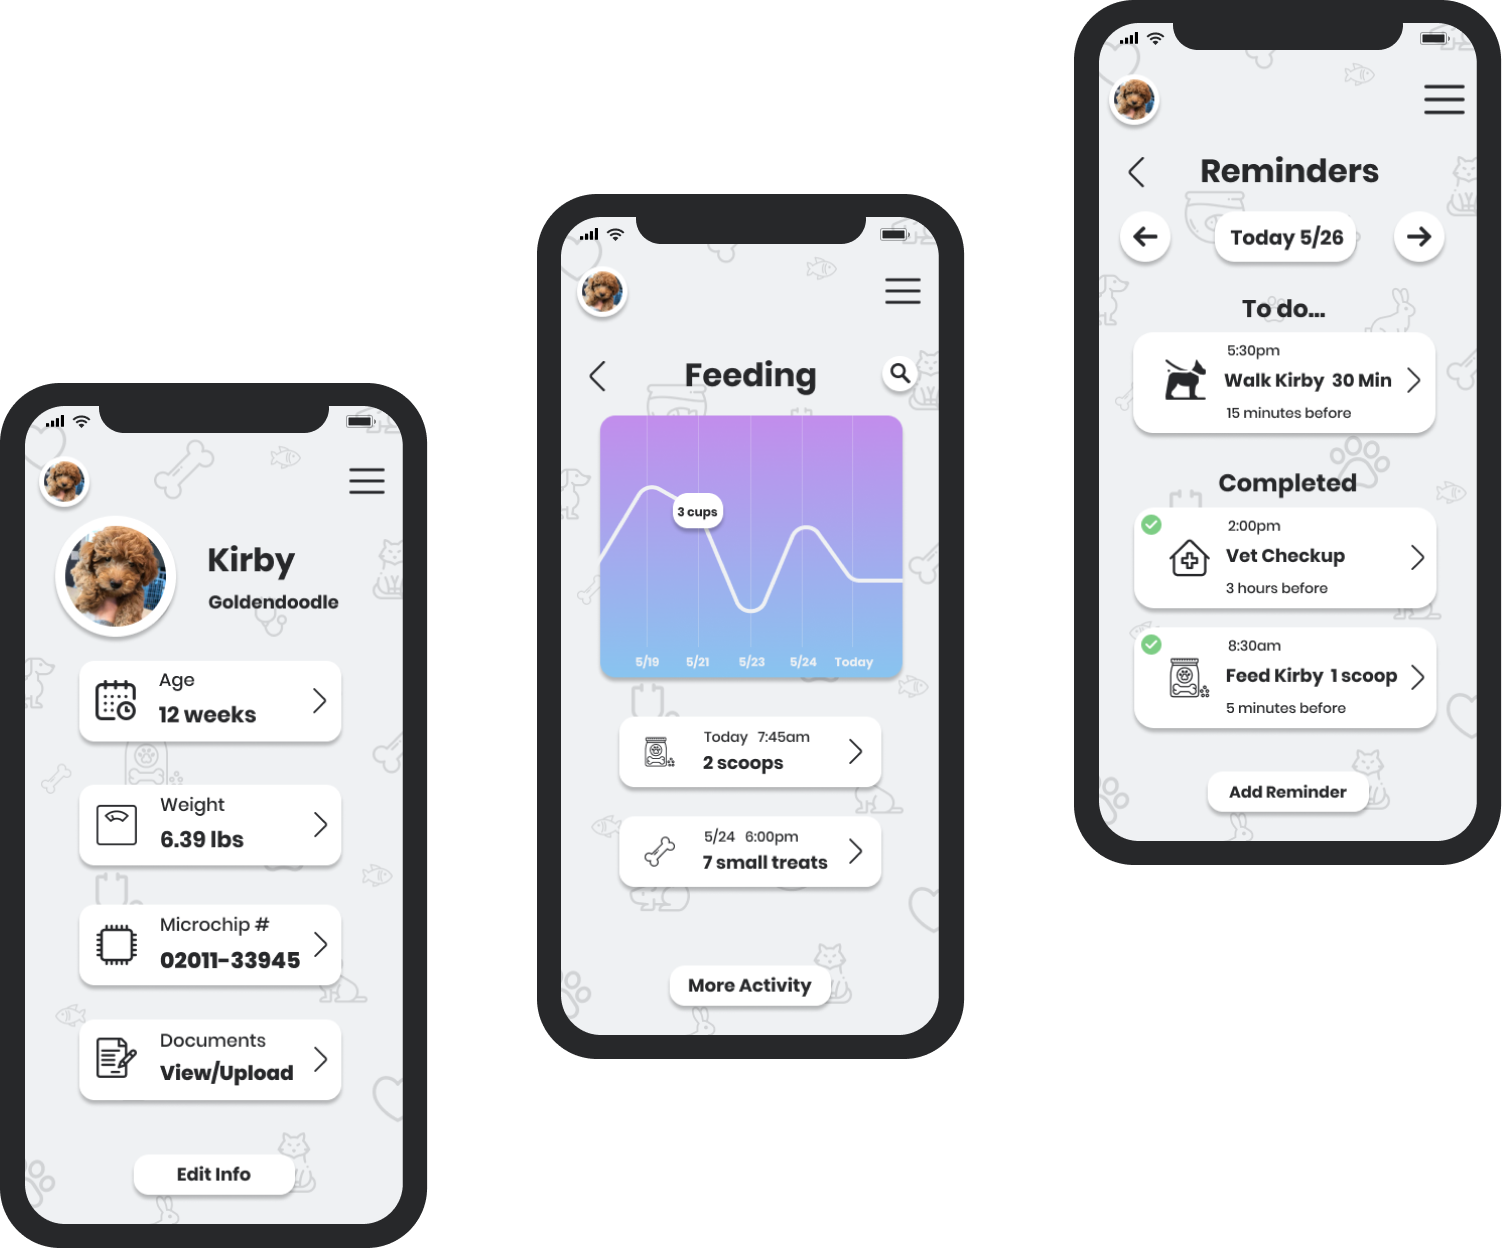 Kirby
Goldendoodle
Age
12 weeks
Weight
6.39 lbs
Microchip #
02011-33945
Documents
View/Upload
Edit Info
Feeding
3 cups
5/19 5/21 5/23 5/24 Today
Today 7:45am
2 scoops
5/24 6:00pm
7 small treats
More Activity
Reminders
Today 5/26
To do...
5:30pm
Walk Kirby 30 Min
15 minutes before
Completed
2:00pm
Vet Checkup
3 hours before
8:30am
Feed Kirby 1 scoop
5 minutes before
Add Reminder